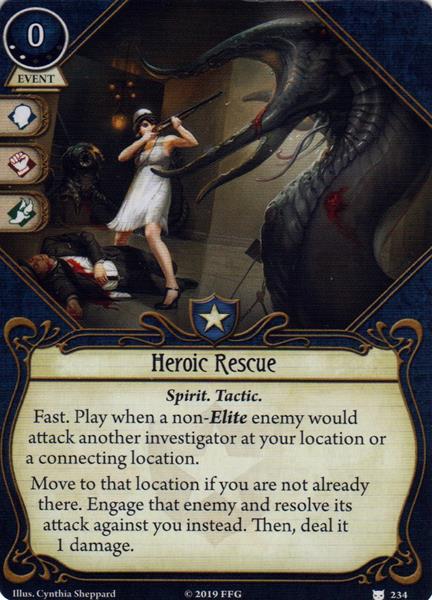 0
EVENT
Heroic Rescue
Spirit. Tactic.
Fast. Play when a non-Elite enemy would
attack another investigator at your location or
a connecting location.
Move to that location if you are not already
there. Engage that enemy and resolve its
attack against you instead. Then, deal it
1 damage.
Illus. Cynthia Sheppard © 2019 FFG 234